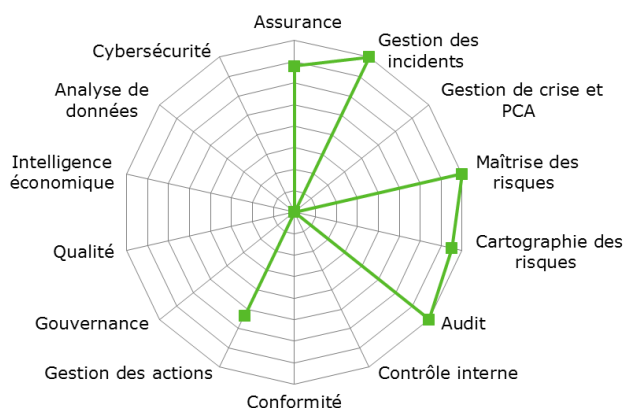 Assurance
Gestion des
incidents
Gestion de crise et
PCA
Maîtrise des
risques
Cartographie des
risques
Audit
Contrôle interne
Conformité
Gestion des actions
Gouvernance
Qualité
Intelligence
économique
Analyse de
données
Cybersécurité